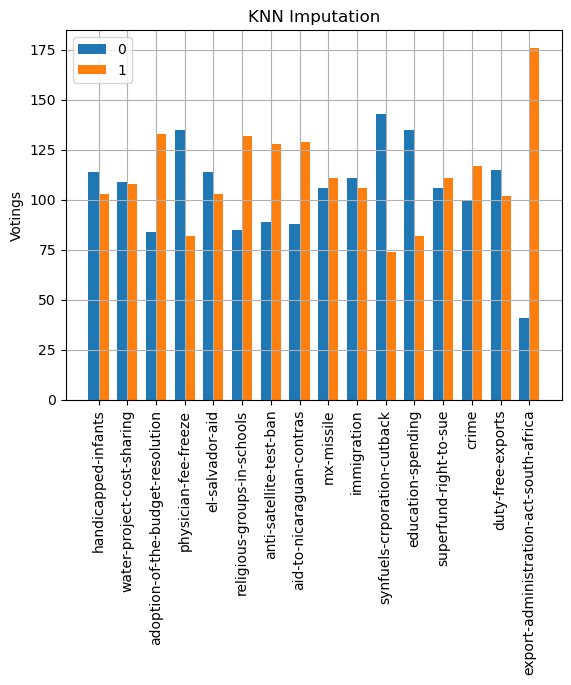 KNN Imputation
0
1
Votings
175
150
125
100
75
50
25
0
handicapped-infants
water-project-cost-sharing
adoption-of-the-budget-resolution
physician-fee-freeze
el-salvador-aid
religious-groups-in-schools
anti-satellite-test-ban
aid-to-nicaraguan-contras
mx-missile
immigration
synfuels-crporation-cutback
education-spending
superfund-right-to-sue
crime
duty-free-exports
export-administration-act-south-africa